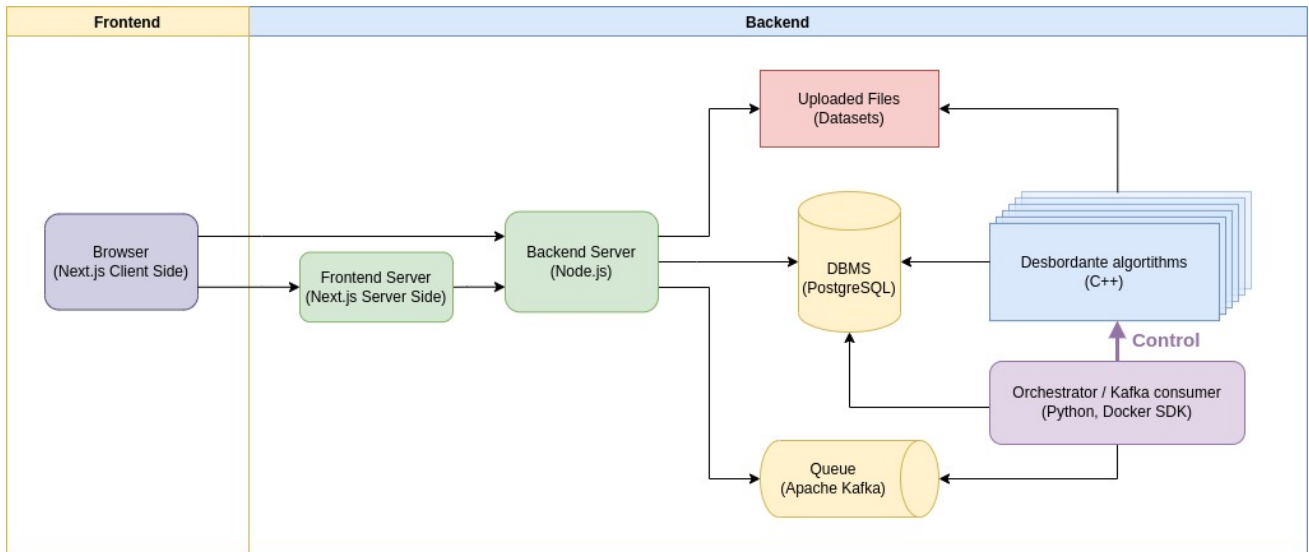 Frontend
Backend
Uploaded Files
(Datasets)
Browser
(Next.js Client Side)
Frontend Server
(Next.js Server Side)
Backend Server
(Node.js)
DBMS
(PostgreSQL)
Desbordante algortithms
(C++)
Control
Orchestrator / Kafka consumer
(Python, Docker SDK)
Queue
(Apache Kafka)